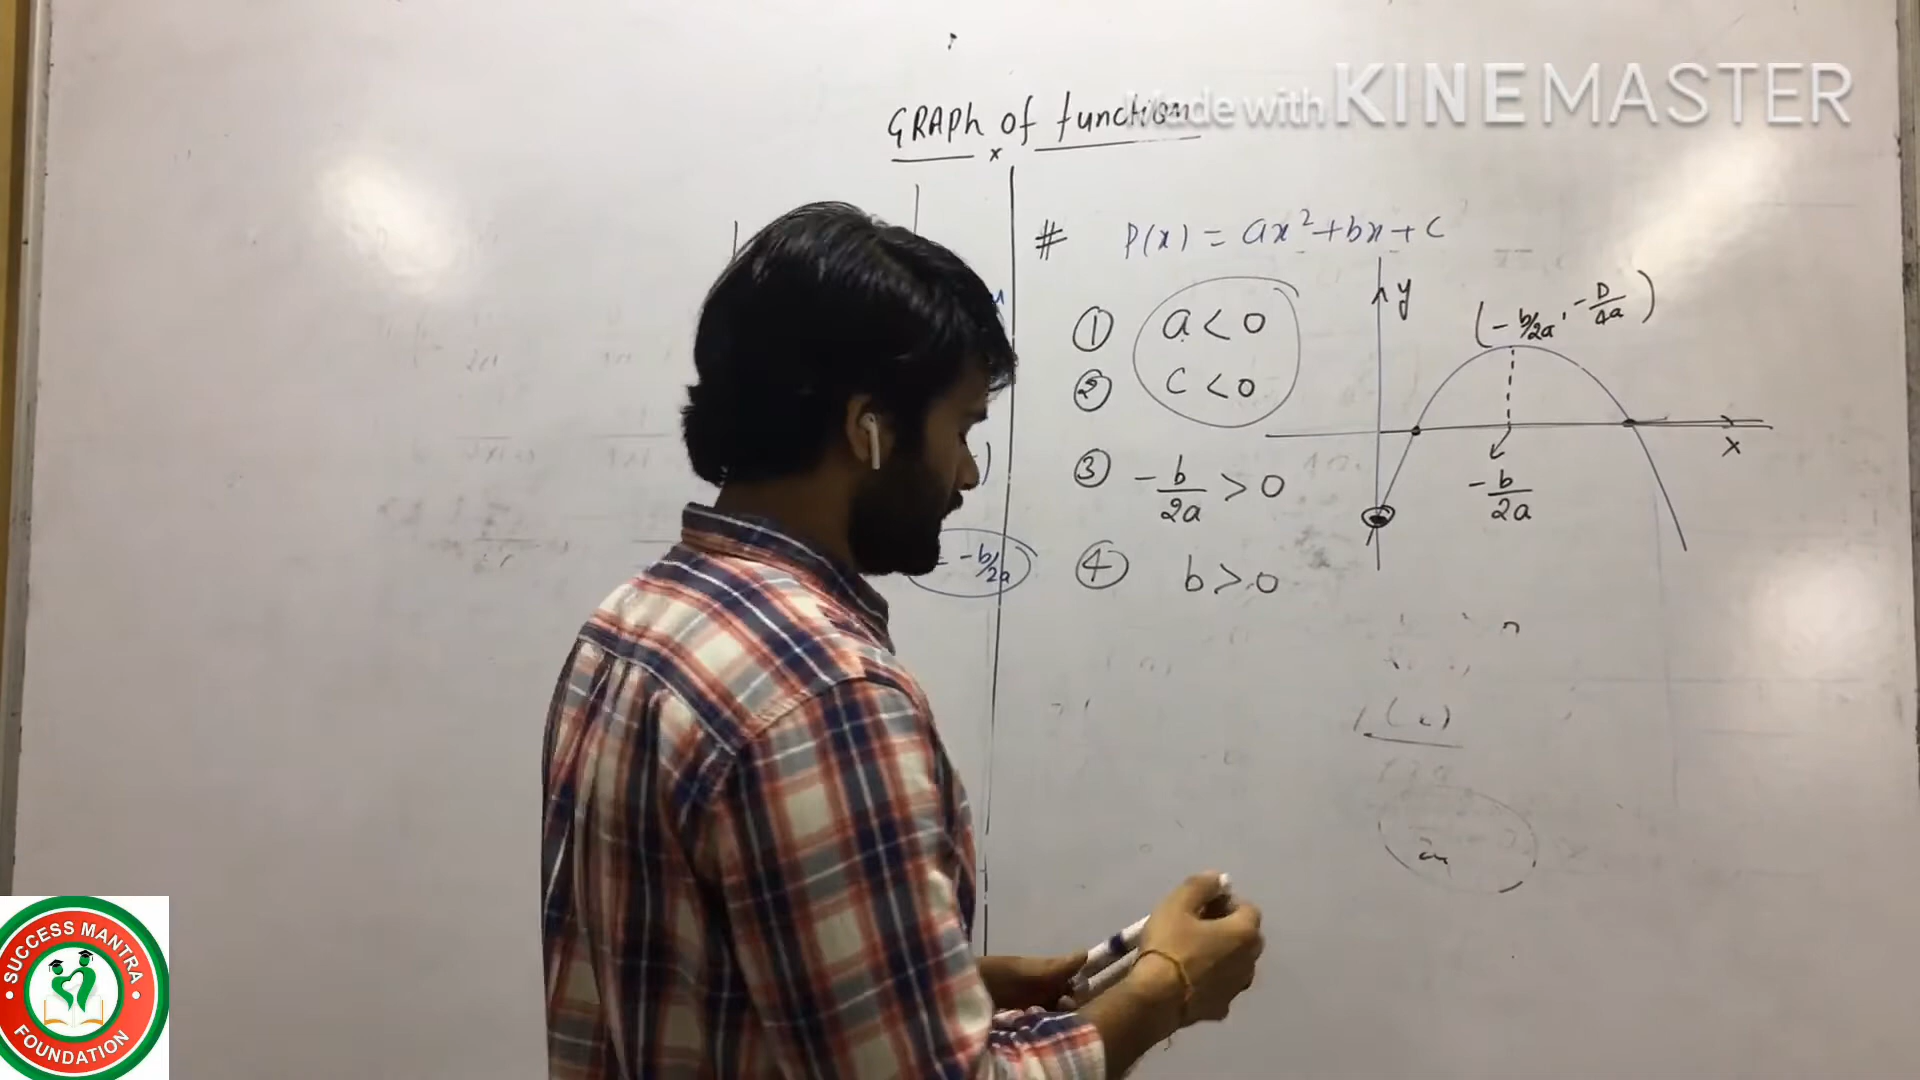 Made with KINEMASTER
GRAPh of function
x
# P(x) = ax² + bx + c
① a < 0
② c < 0
③ -b/2a > 0
④ b > 0
y
(-b/2a, -D/4a)
x
-b/2a
= -b/2a
SUCCESS MANTRA
FOUNDATION